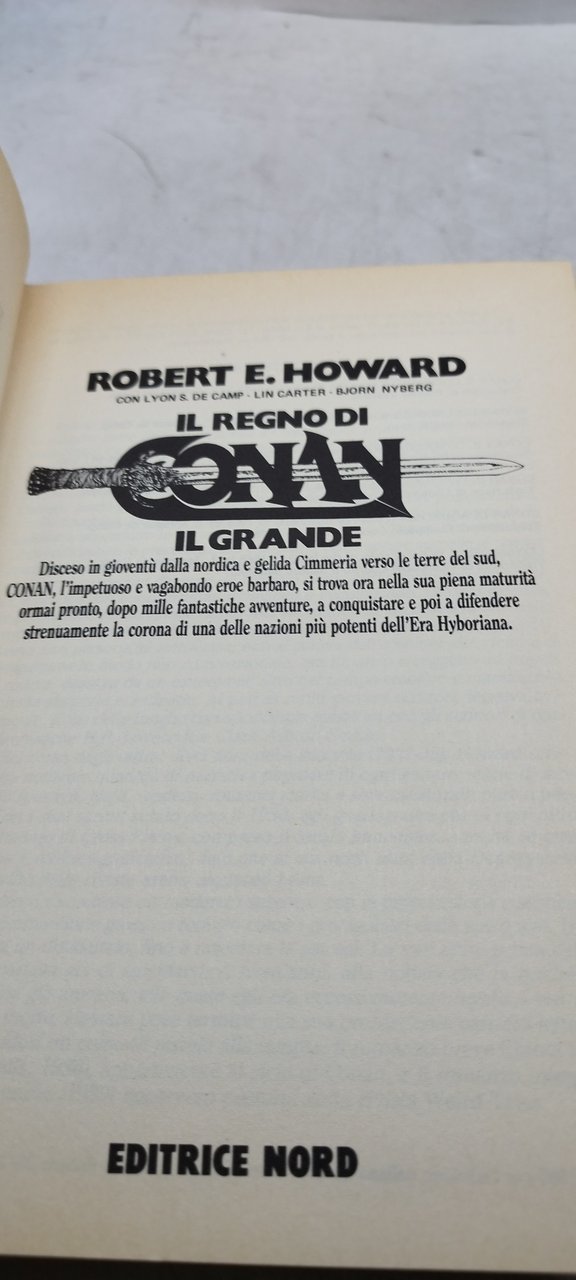 ROBERT E. HOWARD
CON LYON S. DE CAMP - LIN CARTER - BJORN NYBERG
IL REGNO DI
CONAN
IL GRANDE
Disceso in gioventù dalla nordica e gelida Cimmeria verso le terre del sud,
CONAN, l'impetuoso e vagabondo eroe barbaro, si trova ora nella sua piena maturità
ormai pronto, dopo mille fantastiche avventure, a conquistare e poi a difendere
strenuamente la corona di una delle nazioni più potenti dell'Era Hyboriana.
EDITRICE NORD